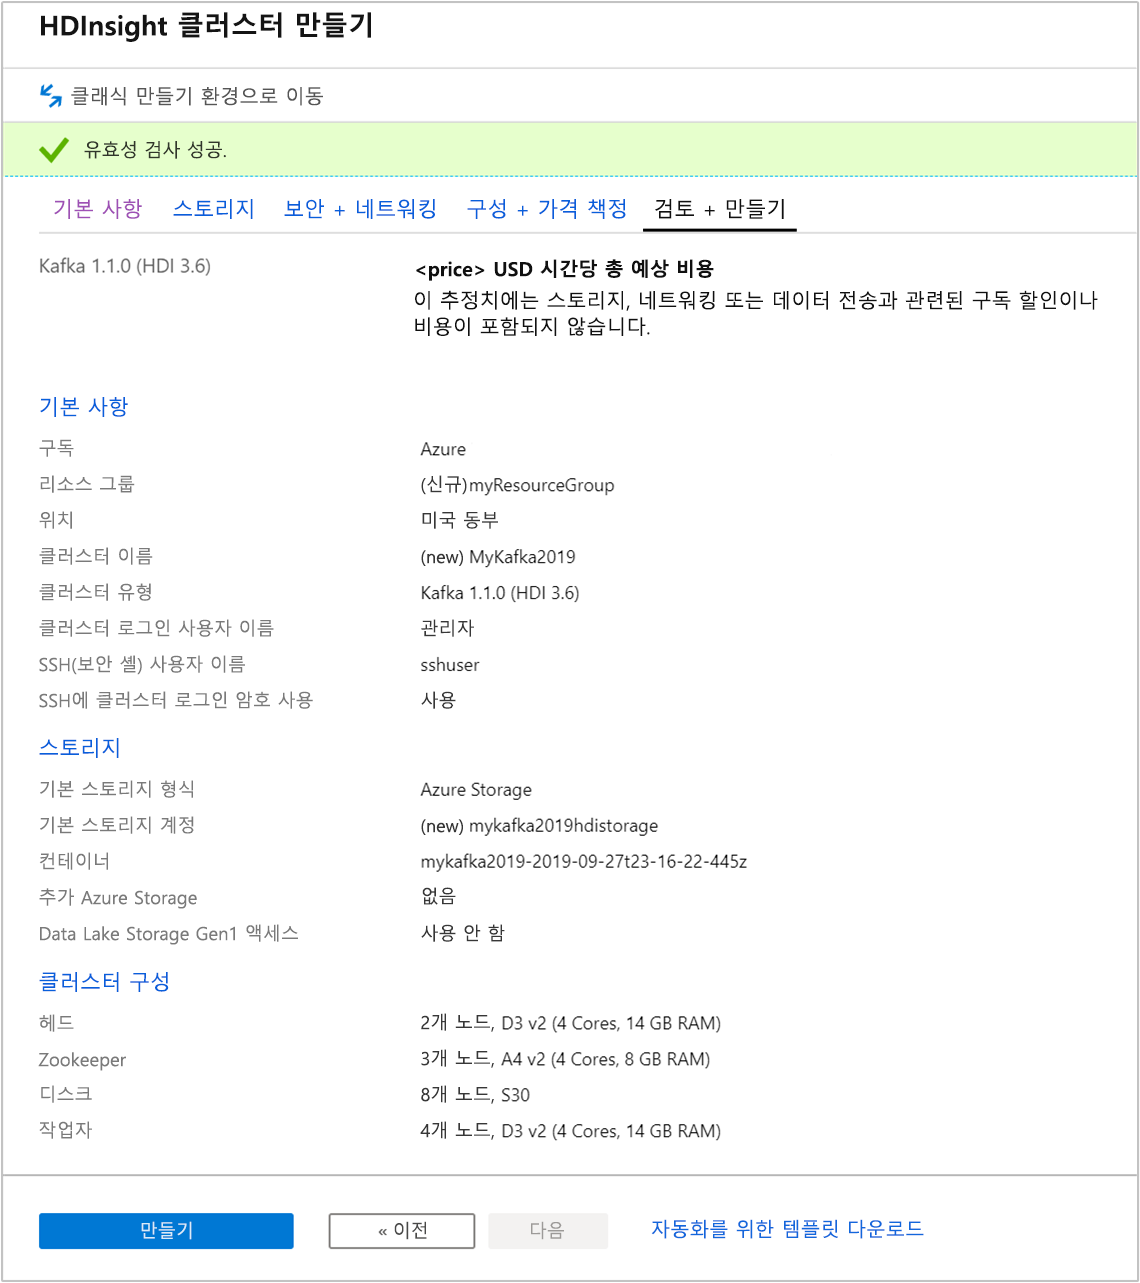 HDInsight 클러스터 만들기
클래식 만들기 환경으로 이동
유효성 검사 성공.
기본 사항 스토리지 보안 + 네트워킹 구성 + 가격 책정 검토 + 만들기
Kafka 1.1.0 (HDI 3.6)
<price> USD 시간당 총 예상 비용
이 추정치에는 스토리지, 네트워킹 또는 데이터 전송과 관련된 구독 할인이나
비용이 포함되지 않습니다.
기본 사항
구독 Azure
리소스 그룹 (신규)myResourceGroup
위치 미국 동부
클러스터 이름 (new) MyKafka2019
클러스터 유형 Kafka 1.1.0 (HDI 3.6)
클러스터 로그인 사용자 이름 관리자
SSH(보안 셸) 사용자 이름 sshuser
SSH에 클러스터 로그인 암호 사용 사용
스토리지
기본 스토리지 형식 Azure Storage
기본 스토리지 계정 (new) mykafka2019hdistorage
컨테이너 mykafka2019-2019-09-27t23-16-22-445z
추가 Azure Storage 없음
Data Lake Storage Gen1 액세스 사용 안 함
클러스터 구성
헤드 2개 노드, D3 v2 (4 Cores, 14 GB RAM)
Zookeeper 3개 노드, A4 v2 (4 Cores, 8 GB RAM)
디스크 8개 노드, S30
작업자 4개 노드, D3 v2 (4 Cores, 14 GB RAM)
만들기 « 이전 다음 자동화를 위한 템플릿 다운로드